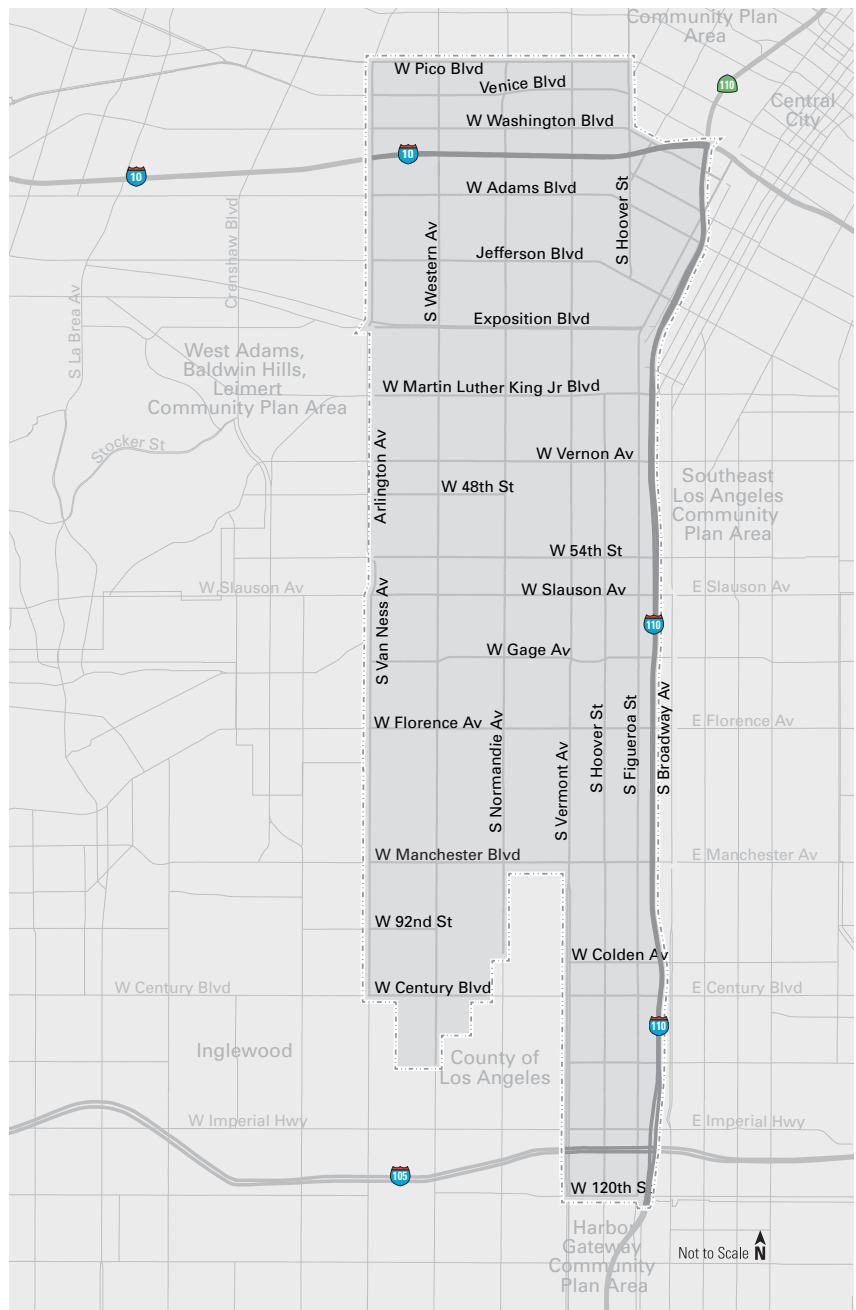 Community Plan
Area
110
Central
City
W Pico Blvd
Venice Blvd
W Washington Blvd
10
10
W Adams Blvd
S Hoover St
Crenshaw Blvd
S Western Av
Jefferson Blvd
S La Brea Av
Exposition Blvd
West Adams,
Baldwin Hills,
Leimert
Community Plan Area
W Martin Luther King Jr Blvd
Stocker St
Arlington Av
W Vernon Av
W 48th St
Southeast
Los Angeles
Community
Plan Area
W 54th St
W Slauson Av
W Slauson Av
E Slauson Av
S Van Ness Av
110
W Gage Av
W Florence Av
S Normandie Av
S Vermont Av
S Hoover St
S Figueroa St
S Broadway Av
E Florence Av
W Manchester Blvd
E Manchester Av
W 92nd St
W Colden Av
W Century Blvd
W Century Blvd
E Century Blvd
110
Inglewood
County of
Los Angeles
W Imperial Hwy
E Imperial Hwy
105
W 120th S
Harbor
Gateway
Community
Plan Area
Not to Scale N